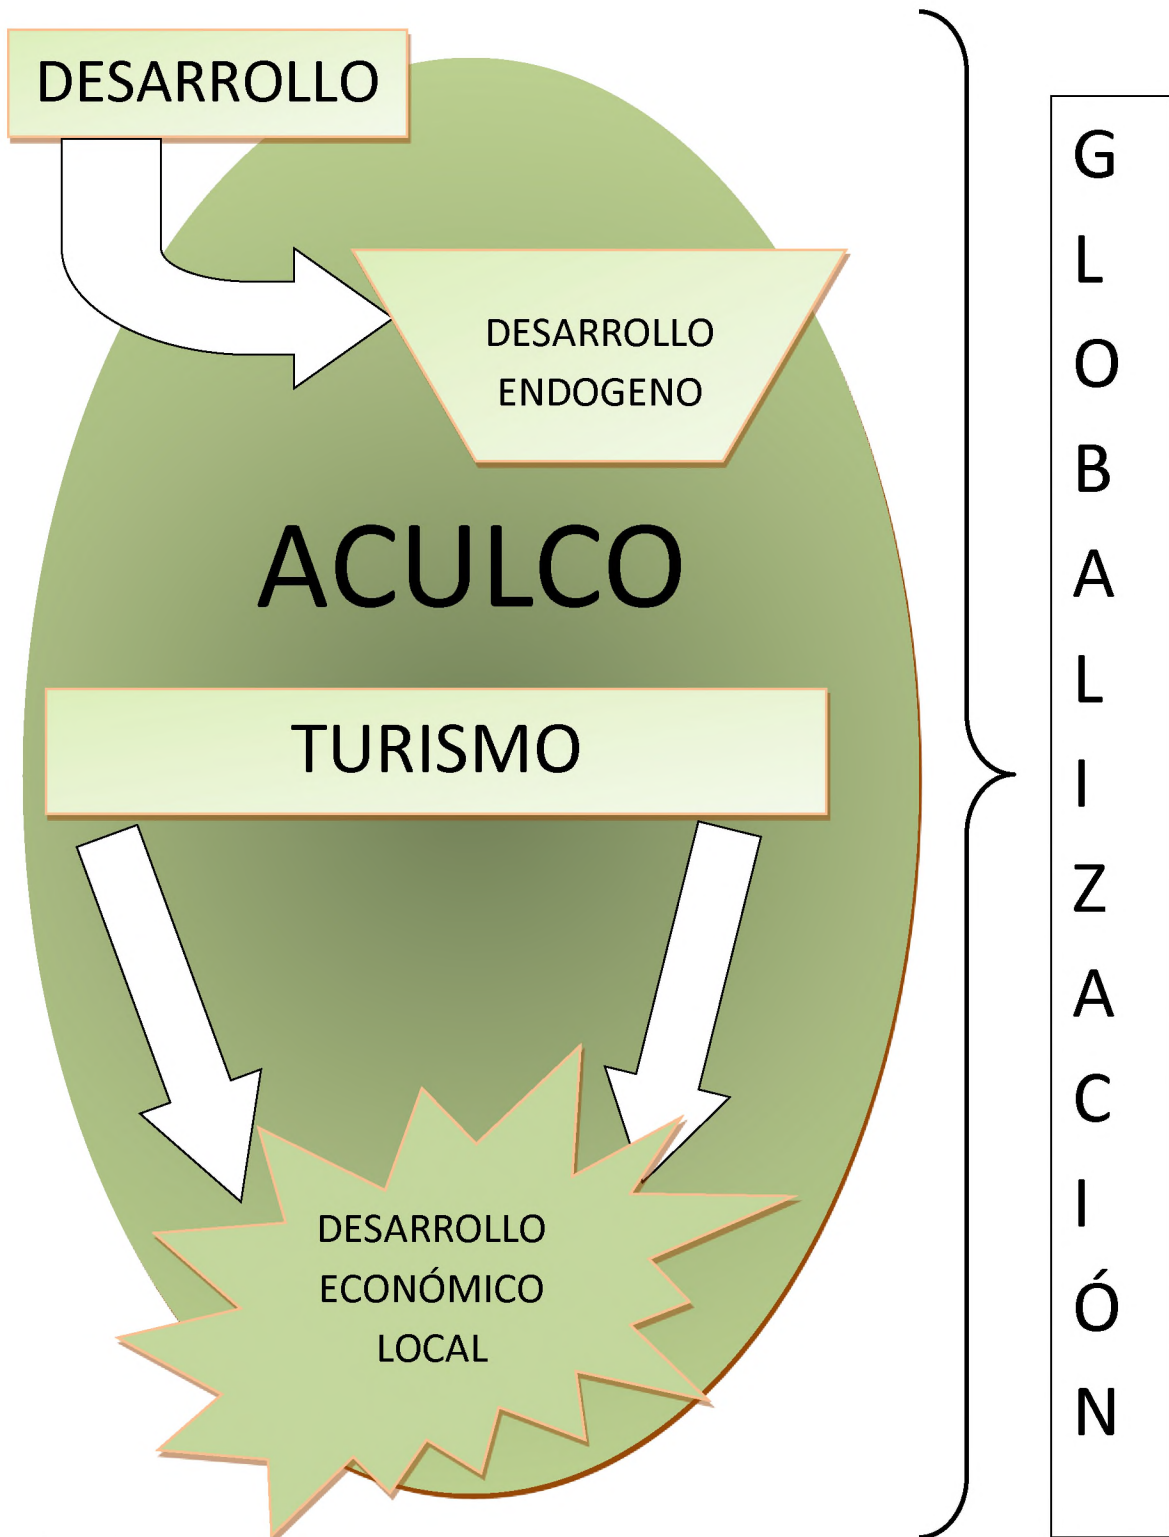 DESARROLLO
DESARROLLO
ENDOGENO
ACULCO
TURISMO
DESARROLLO
ECONÓMICO
LOCAL
G
L
O
B
A
L
I
Z
A
C
I
Ó
N